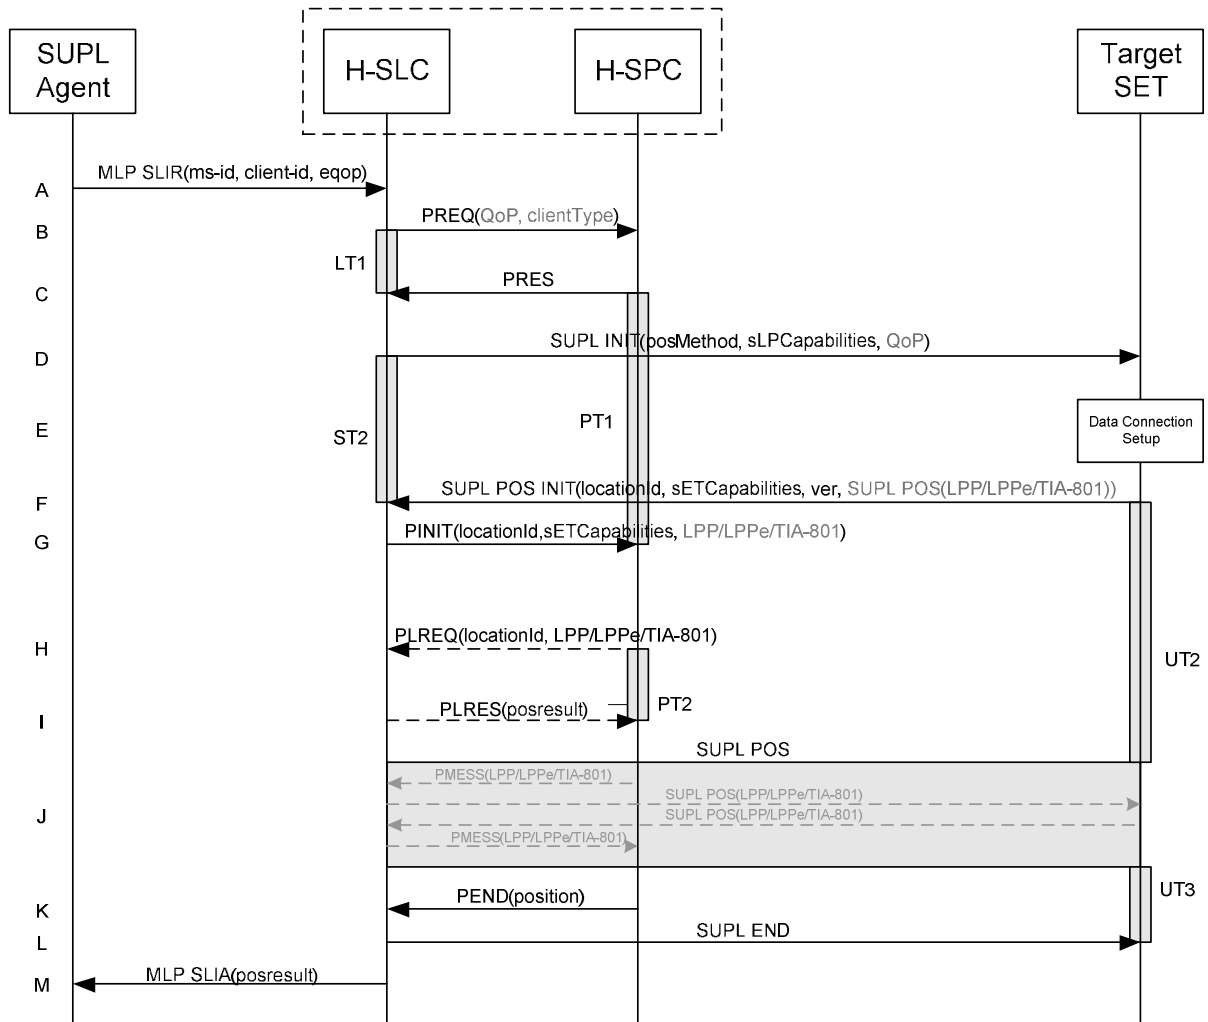 SUPL
Agent
H-SLC
H-SPC
Target
SET
A
MLP SLIR(ms-id, client-id, eqop)
B
PREQ(QoP, clientType)
LT1
C
PRES
D
SUPL INIT(posMethod, sLPCapabilities, QoP)
E
ST2
PT1
Data Connection
Setup
F
SUPL POS INIT(locationId, sETCapabilities, ver, SUPL POS(LPP/LPPe/TIA-801))
G
PINIT(locationId,sETCapabilities, LPP/LPPe/TIA-801)
H
PLREQ(locationId, LPP/LPPe/TIA-801)
UT2
I
PLRES(posresult)
PT2
SUPL POS
J
PMESS(LPP/LPPe/TIA-801)
SUPL POS(LPP/LPPe/TIA-801)
SUPL POS(LPP/LPPe/TIA-801)
PMESS(LPP/LPPe/TIA-801)
UT3
K
PEND(position)
L
SUPL END
M
MLP SLIA(posresult)